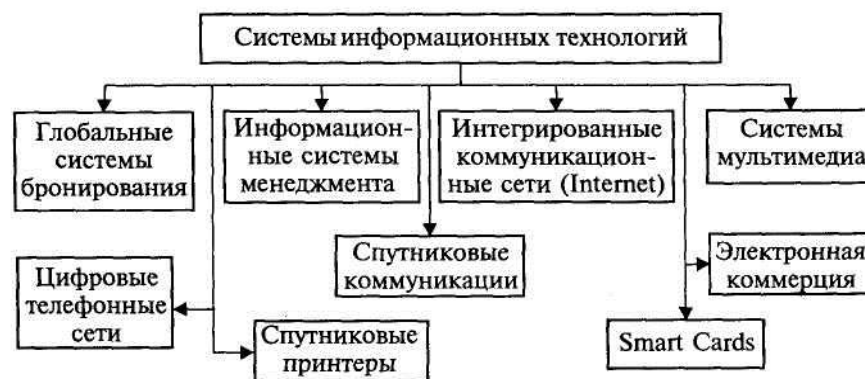 Системы информационных технологий
Глобальные
системы
бронирования
Информацион-
ные системы
менеджмента
Интегрированные
коммуникацион-
ные сети (Internet)
Системы
мультимедиа
Цифровые
телефонные
сети
Спутниковые
коммуникации
Электронная
коммерция
Спутниковые
принтеры
Smart Cards